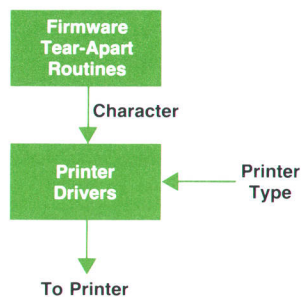 Firmware
Tear-Apart
Routines
Character
Printer
Drivers
Printer
Type
To Printer